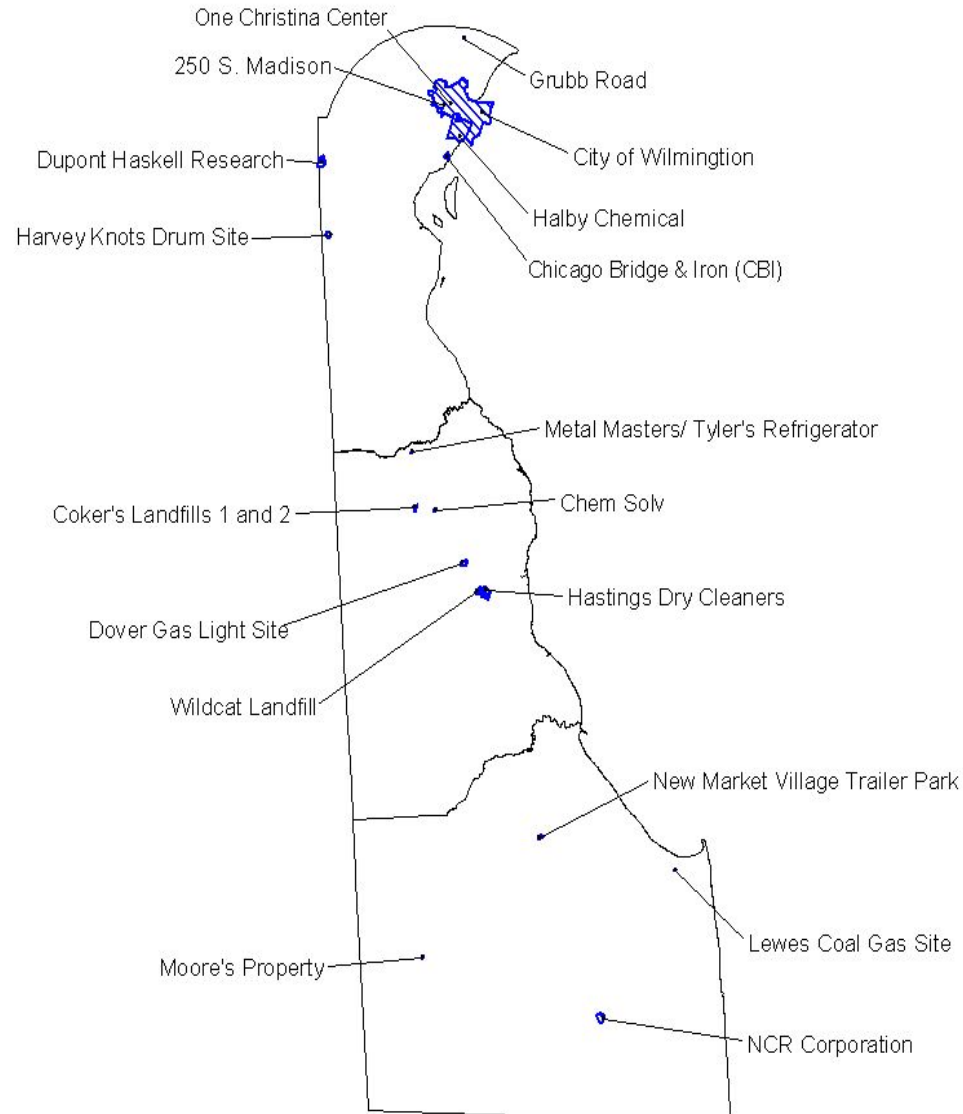 One Christina Center
250 S. Madison
Grubb Road
Dupont Haskell Research
City of Wilmingtion
Halby Chemical
Harvey Knots Drum Site
Chicago Bridge & Iron (CBI)
Metal Masters/ Tyler's Refrigerator
Coker's Landfills 1 and 2
Chem Solv
Hastings Dry Cleaners
Dover Gas Light Site
Wildcat Landfill
New Market Village Trailer Park
Lewes Coal Gas Site
Moore's Property
NCR Corporation